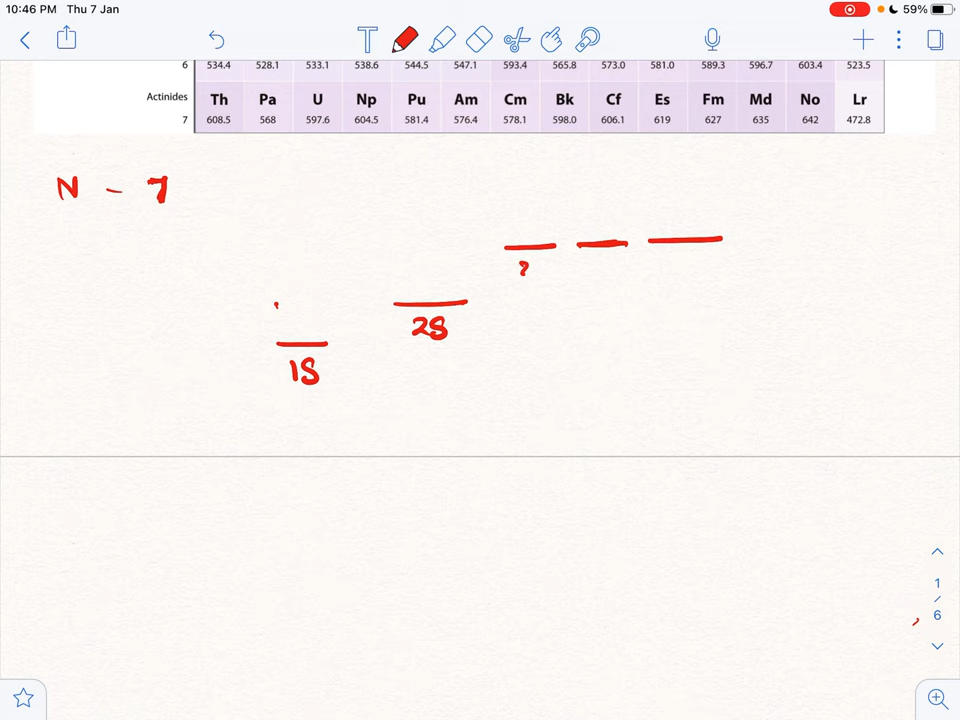 10:46 PM Thu 7 Jan 59%
T
6 534.4 528.1 533.1 538.6 544.5 547.1 593.4 565.8 573.0 581.0 589.3 596.7 603.4 523.5
Actinides Th Pa U Np Pu Am Cm Bk Cf Es Fm Md No Lr
7 608.5 568 597.6 604.5 581.4 576.4 578.1 598.0 606.1 619 627 635 642 472.8
N - 7
2S
1S
1
/
6